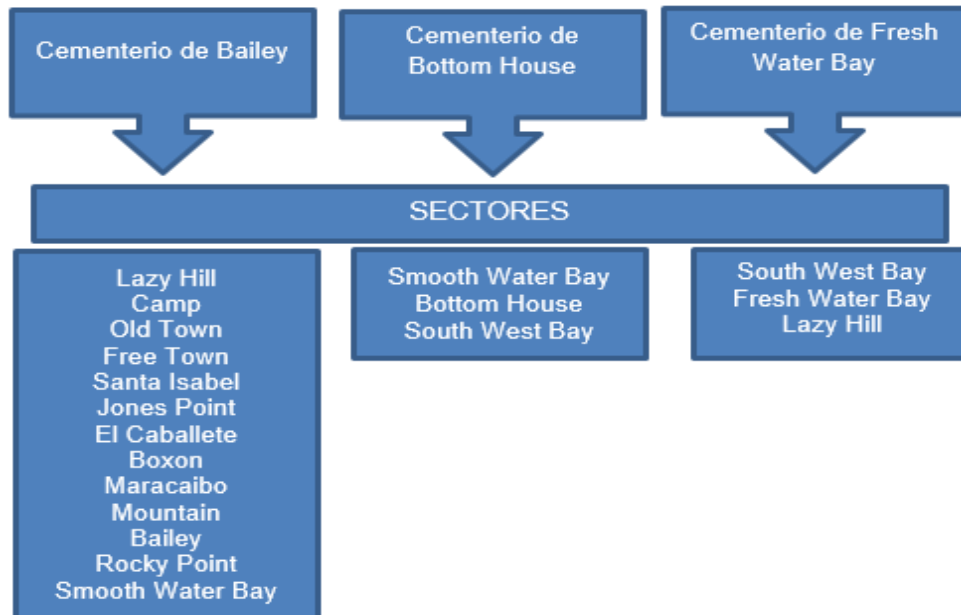 Cementerio de Bailey
Cementerio de
Bottom House
Cementerio de Fresh
Water Bay
SECTORES
Lazy Hill
Camp
Old Town
Free Town
Santa Isabel
Jones Point
El Caballete
Boxon
Maracaibo
Mountain
Bailey
Rocky Point
Smooth Water Bay
Smooth Water Bay
Bottom House
South West Bay
South West Bay
Fresh Water Bay
Lazy Hill